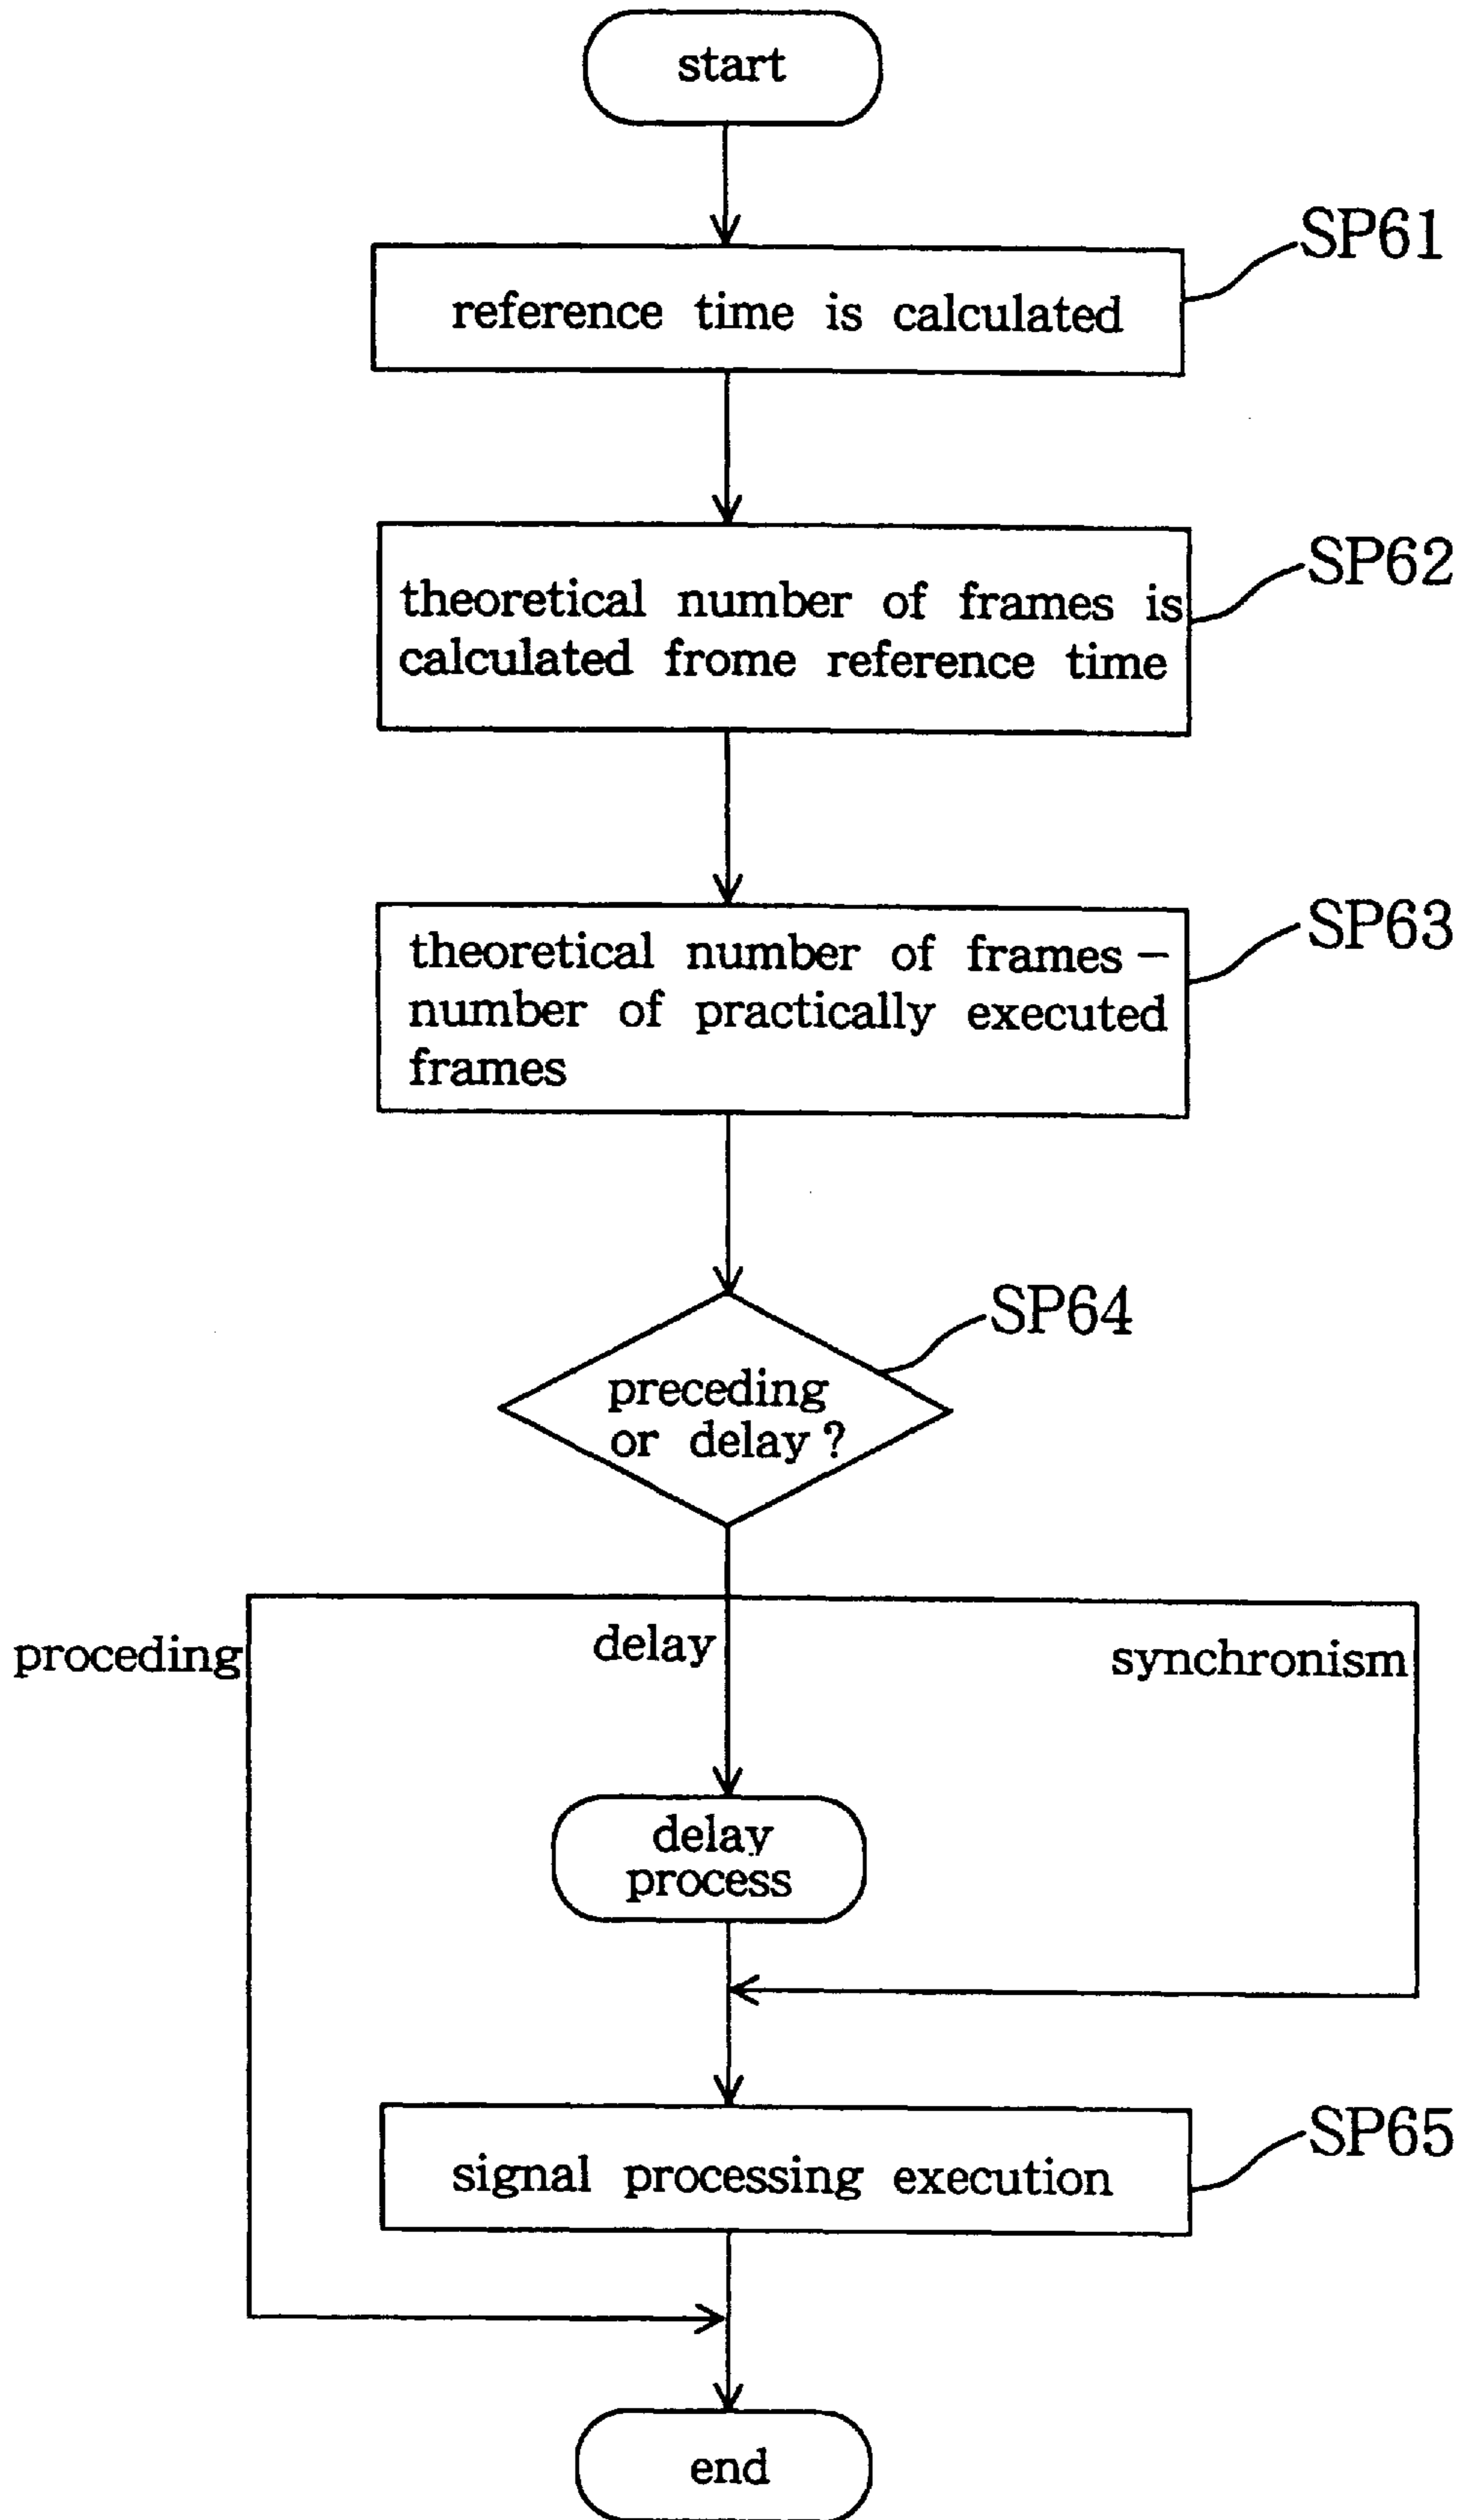 start
SP61
reference time is calculated
SP62
theoretical number of frames is
calculated frome reference time
SP63
theoretical number of frames –
number of practically executed
frames
SP64
preceding
or delay ?
proceding
delay
synchronism
delay
process
SP65
signal processing execution
end